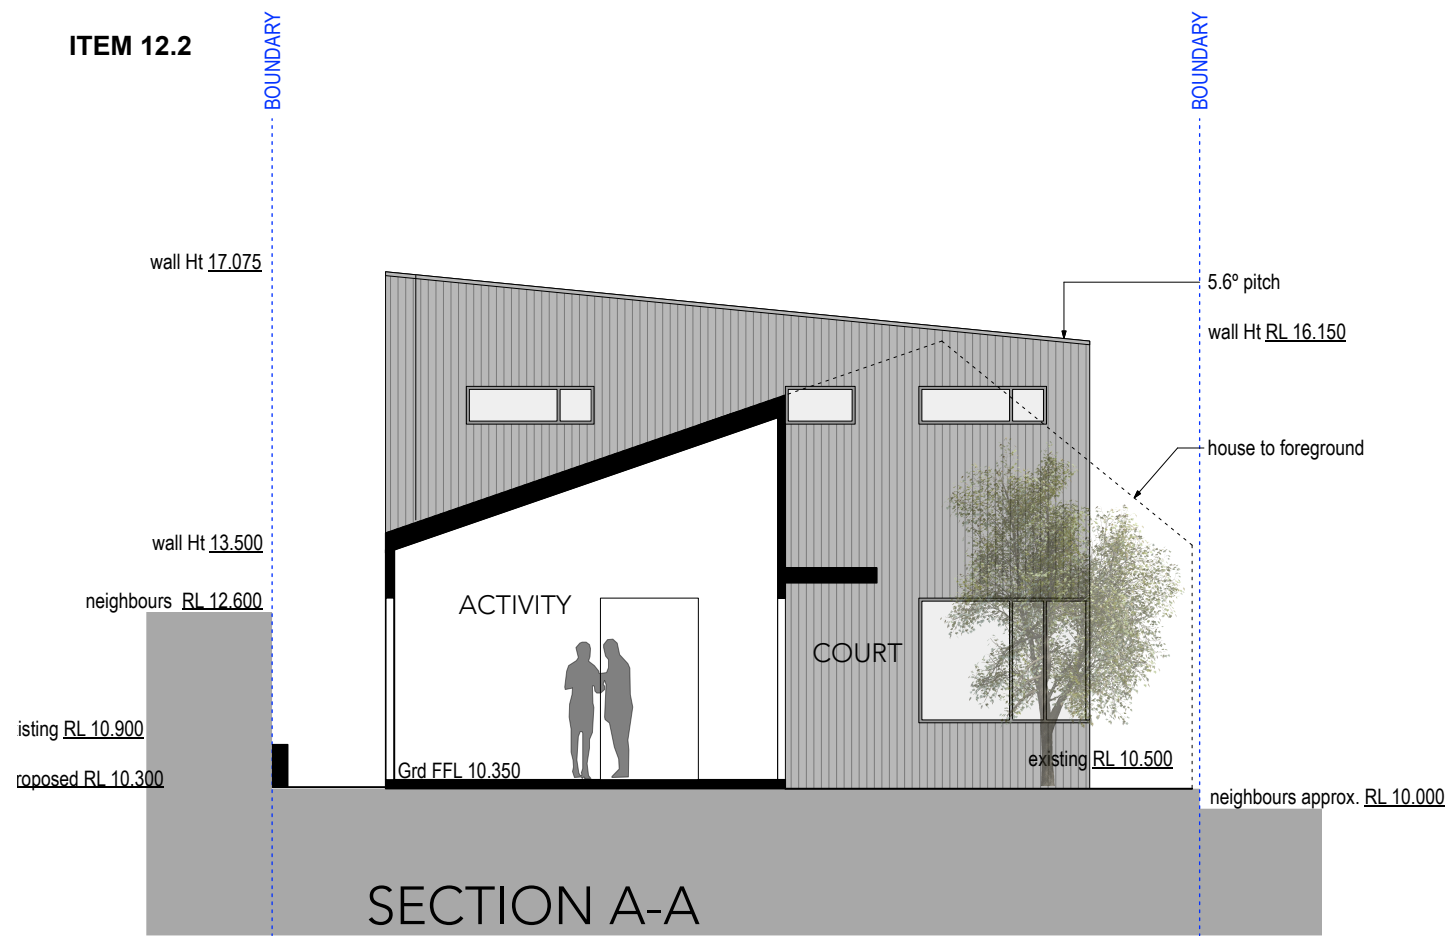 ITEM 12.2
BOUNDARY
BOUNDARY
wall Ht 17.075
5.6º pitch
wall Ht RL 16.150
house to foreground
wall Ht 13.500
neighbours RL 12.600
ACTIVITY
COURT
isting RL 10.900
existing RL 10.500
Grd FFL 10.350
roposed RL 10.300
neighbours approx. RL 10.000
SECTION A-A